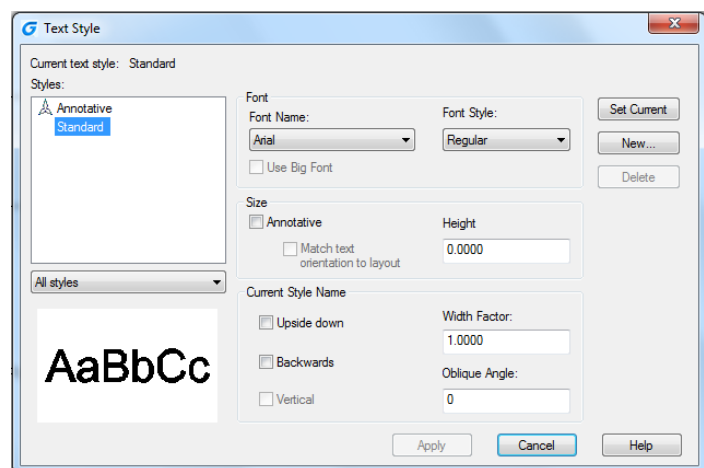 Text Style
Current text style: Standard
Styles:
Annotative
Standard
All styles
AaBbCc
Font
Font Name:
Arial
Use Big Font
Font Style:
Regular
Size
Annotative
Match text
orientation to layout
Height
0.0000
Current Style Name
Upside down
Backwards
Vertical
Width Factor:
1.0000
Oblique Angle:
0
Set Current
New...
Delete
Apply
Cancel
Help